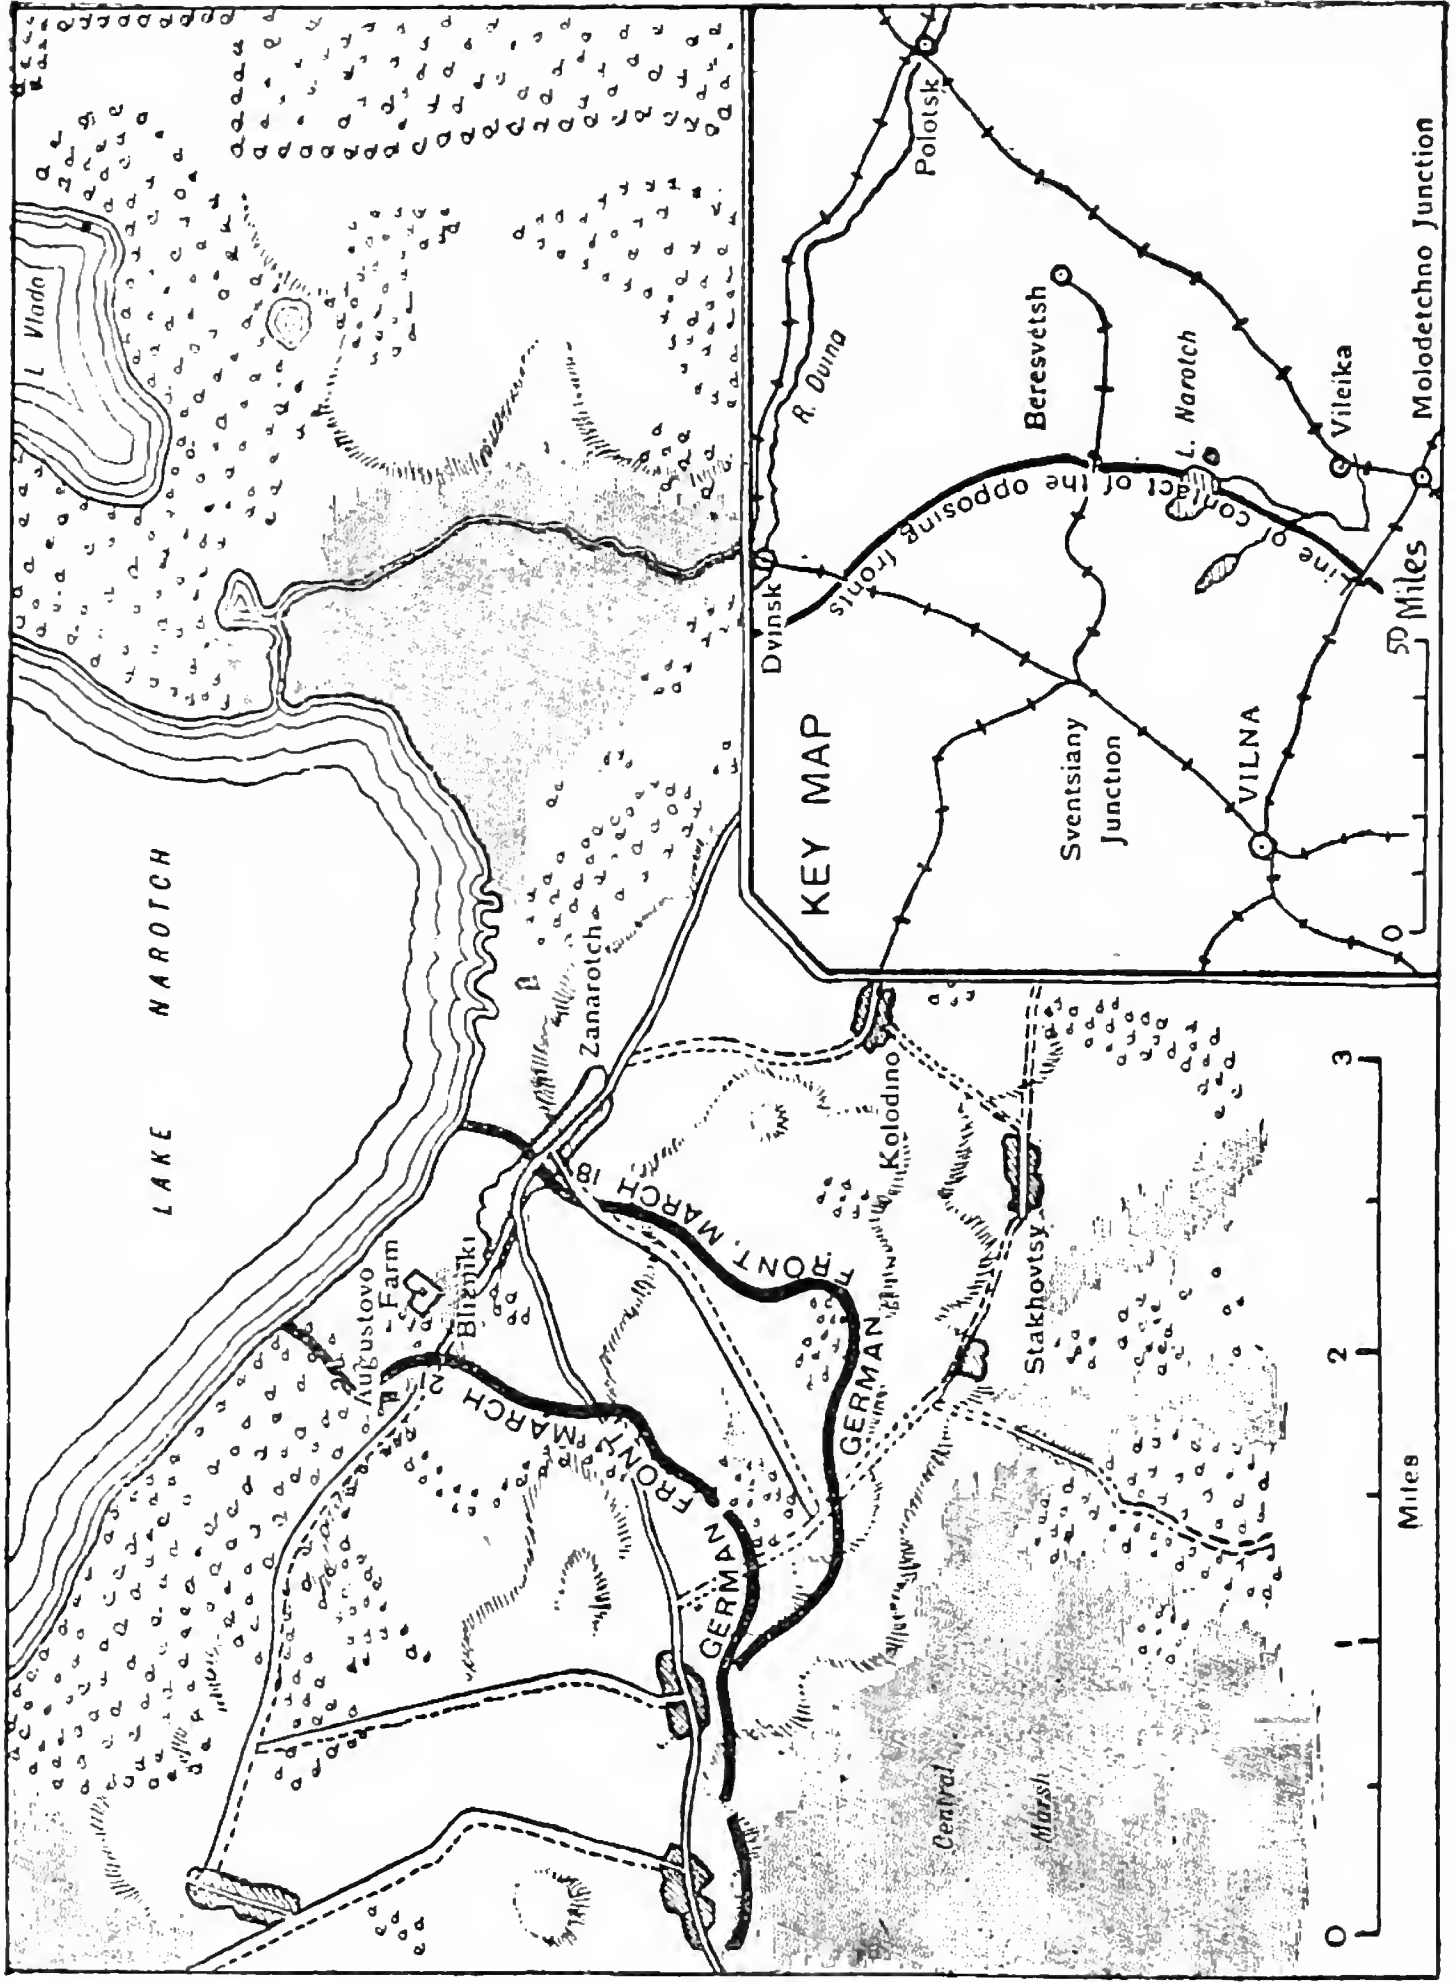 LAKE NAROTCH
L Vlado
Augustovo
Farm
Blizniki
Zanarotch
GERMAN FRONT MARCH 21
GERMAN FRONT. MARCH 18
Kolodino
Stakhovtsy
Central
Marsh
0 1 2 3
Miles
KEY MAP
Dvinsk
R. Duna
Polotsk
Beresvetsh
L. Narotch
Line of contact of the opposing fronts
Sventsiany
Junction
VILNA
Vileika
Molodetchno Junction
0 50 Miles